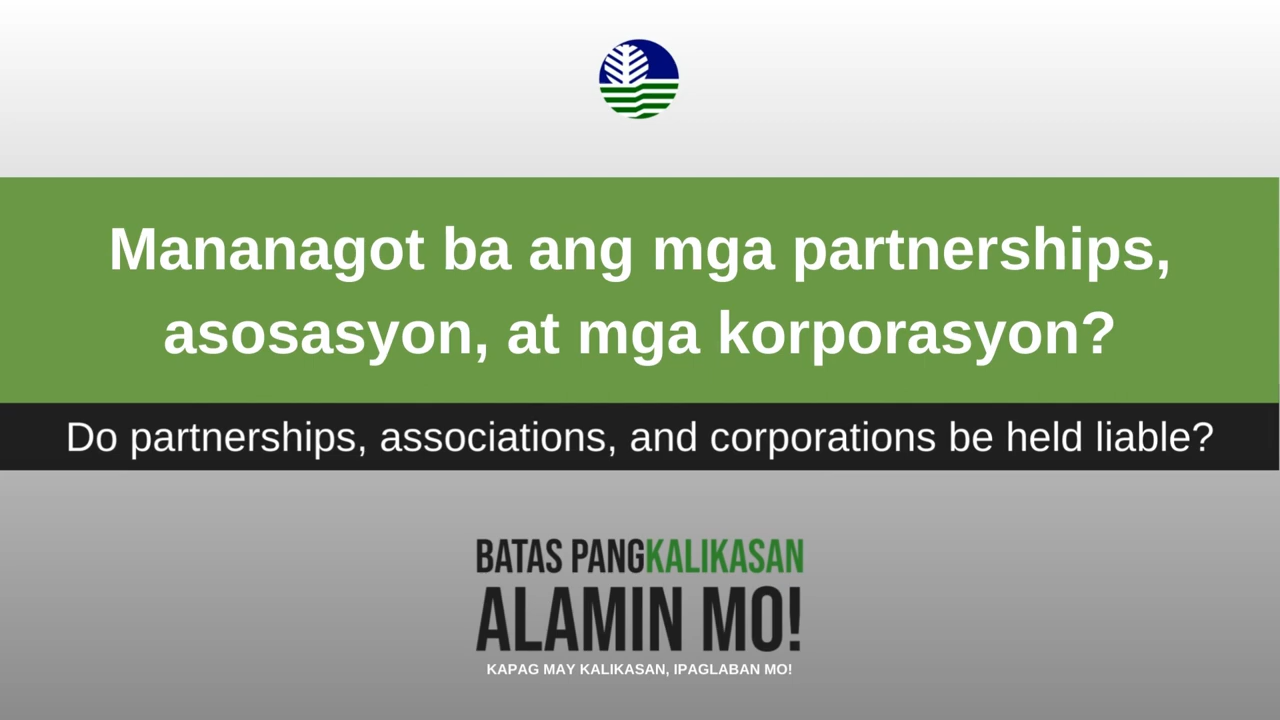 Mananagot ba ang mga partnerships,
asosasyon, at mga korporasyon?
Do partnerships, associations, and corporations be held liable?
BATAS PANGKALIKASAN
ALAMIN MO!
KAPAG MAY KALIKASAN, IPAGLABAN MO!